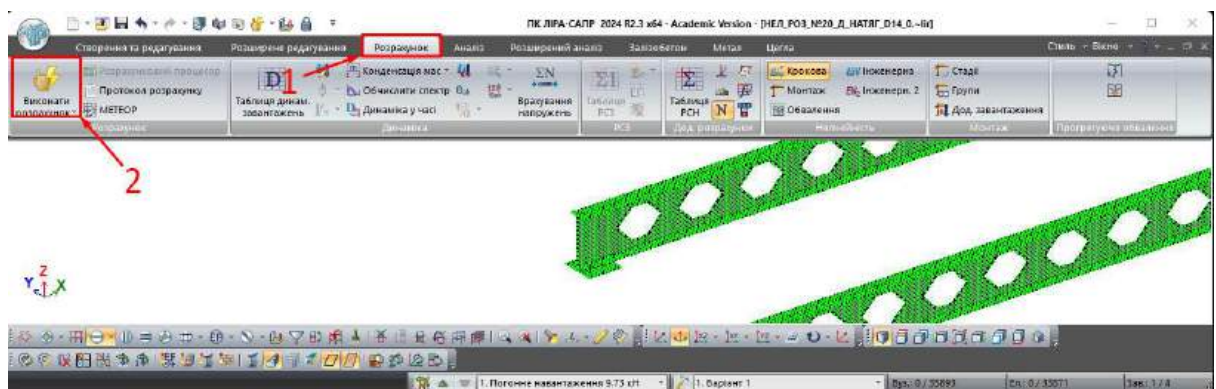 ПК ЛІРА-САПР 2024 R2.3 x64 - Academic Version - [НЕЛ_РОЗ_№20_Д_НАТЯГ_D14_0.-lir]
Створення та редагування Розширене редагування Розрахунок Аналіз Розширений аналіз Залізобетон Метал Цегла Стиль Вікно
1
2
Виконати розрахунок
Розрахунковий процесор
Протокол розрахунку
МЕТЕОР
Розрахунок
Таблиця динам. завантажень
Конденсація мас
Обчислити спектр
Динаміка у часі
Врахування напружень
Динаміка
Таблиця РСЗ
РСЗ
Таблиця РСН
Дод. розрахунки
Крокова
Монтаж
Обвалення
Інженерна
Інженерн. 2
Нелінійність
Стадії
Групи
Дод. завантаження
Монтаж
Прогресуюче обвалення
Z
Y X
1. Погонне навантаження 9.73 кН 1. Варіант 1 Вуз.: 0 / 35893 Ел.: 0 / 33571 Зав.: 1 / 4